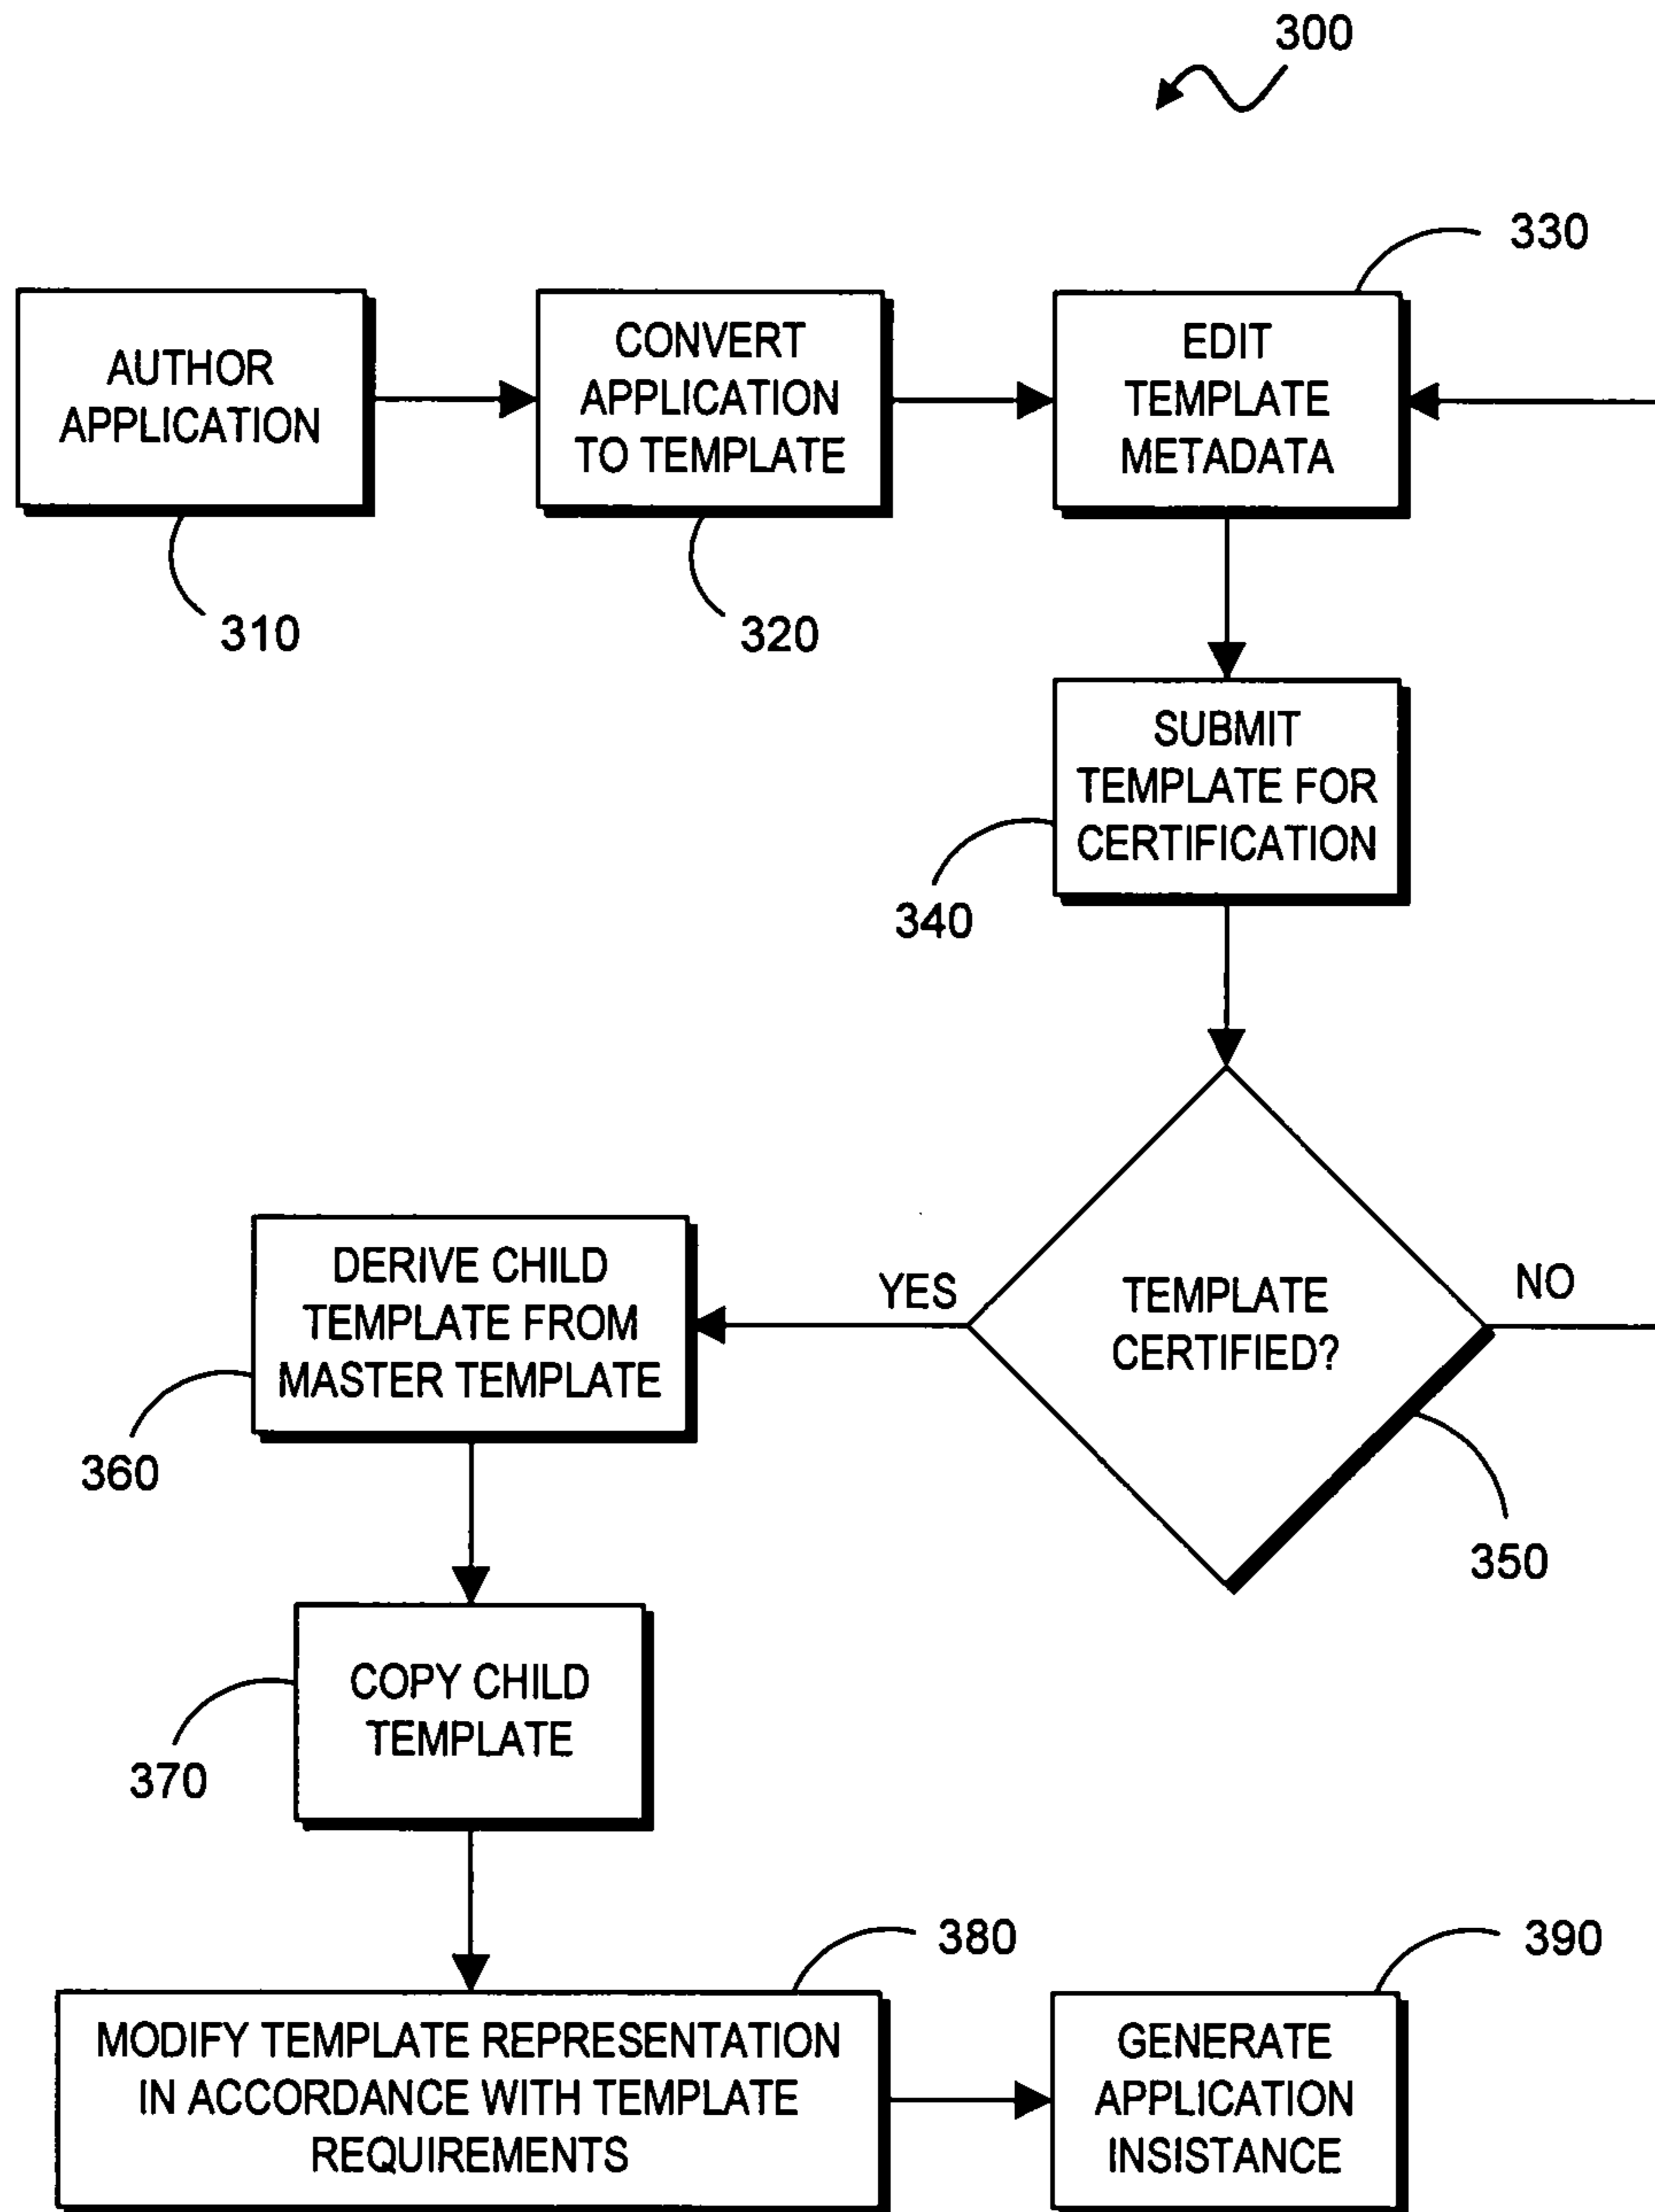 300
330
AUTHOR
APPLICATION
CONVERT
APPLICATION
TO TEMPLATE
EDIT
TEMPLATE
METADATA
310
320
SUBMIT
TEMPLATE FOR
CERTIFICATION
340
DERIVE CHILD
TEMPLATE FROM
MASTER TEMPLATE
YES
TEMPLATE
CERTIFIED?
NO
360
350
COPY CHILD
TEMPLATE
370
380
390
MODIFY TEMPLATE REPRESENTATION
IN ACCORDANCE WITH TEMPLATE
REQUIREMENTS
GENERATE
APPLICATION
INSISTANCE